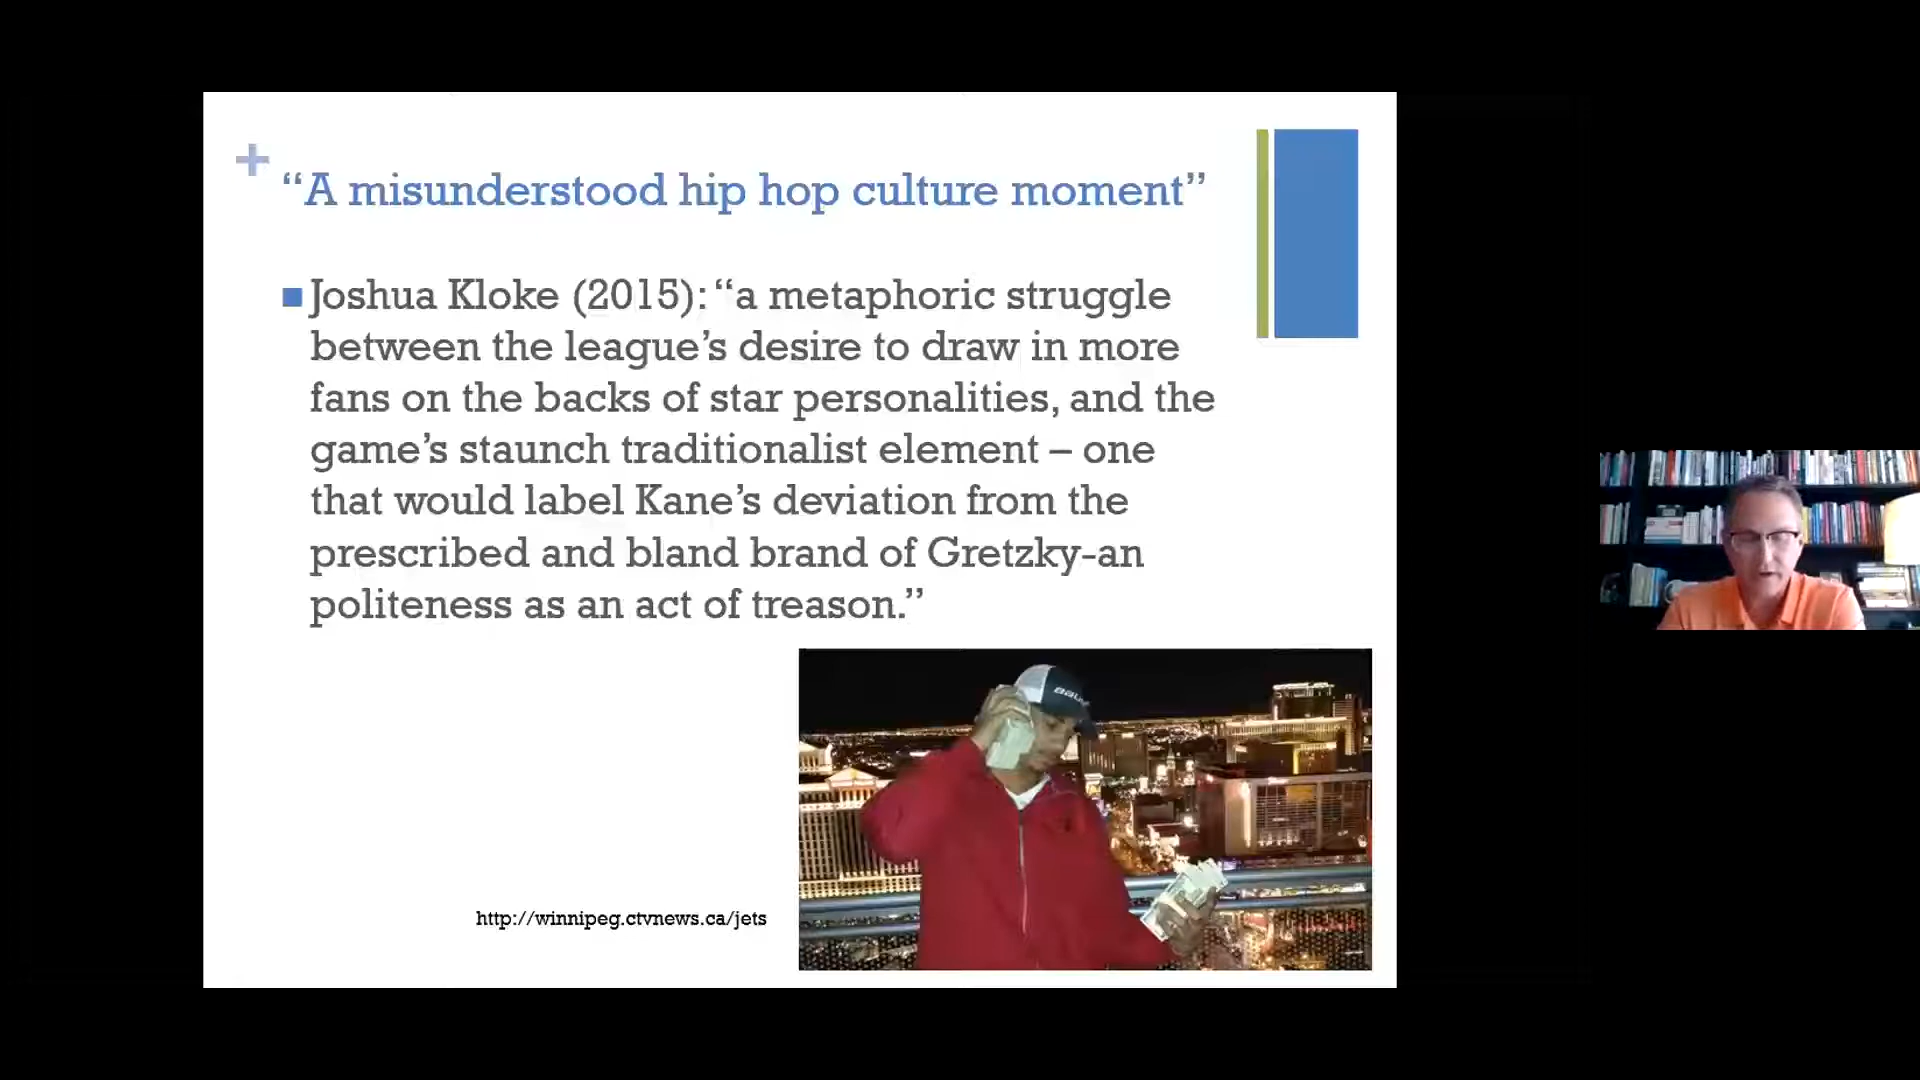 +
“A misunderstood hip hop culture moment”
Joshua Kloke (2015): “a metaphoric struggle
between the league’s desire to draw in more
fans on the backs of star personalities, and the
game’s staunch traditionalist element – one
that would label Kane’s deviation from the
prescribed and bland brand of Gretzky-an
politeness as an act of treason.”
http://winnipeg.ctvnews.ca/jets